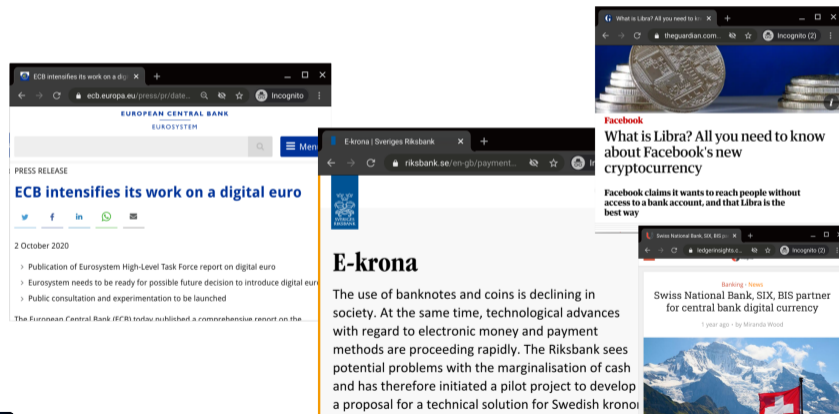 ECB intensifies its work on a digi
ecb.europa.eu/press/pr/date...
Incognito
EUROPEAN CENTRAL BANK
EUROSYSTEM
Men
PRESS RELEASE
ECB intensifies its work on a digital euro
2 October 2020
Publication of Eurosystem High-Level Task Force report on digital euro
Eurosystem needs to be ready for possible future decision to introduce digital eur
Public consultation and experimentation to be launched
The European Central Bank (ECB) today published a comprehensive report on the
E-krona | Sveriges Riksbank
riksbank.se/en-gb/payment...
SVERIGES
RIKSBANK
E-krona
The use of banknotes and coins is declining in
society. At the same time, technological advances
with regard to electronic money and payment
methods are proceeding rapidly. The Riksbank sees
potential problems with the marginalisation of cash
and has therefore initiated a pilot project to develop
a proposal for a technical solution for Swedish kronor
What is Libra? All you need to kn
theguardian.com...
Incognito (2)
Facebook
What is Libra? All you need to know
about Facebook's new
cryptocurrency
Facebook claims it wants to reach people without
access to a bank account, and that Libra is the
best way
Swiss National Bank, SIX, BIS pa
ledgerinsights.c...
Incognito (2)
Banking • News
Swiss National Bank, SIX, BIS partner
for central bank digital currency
1 year ago • by Miranda Wood